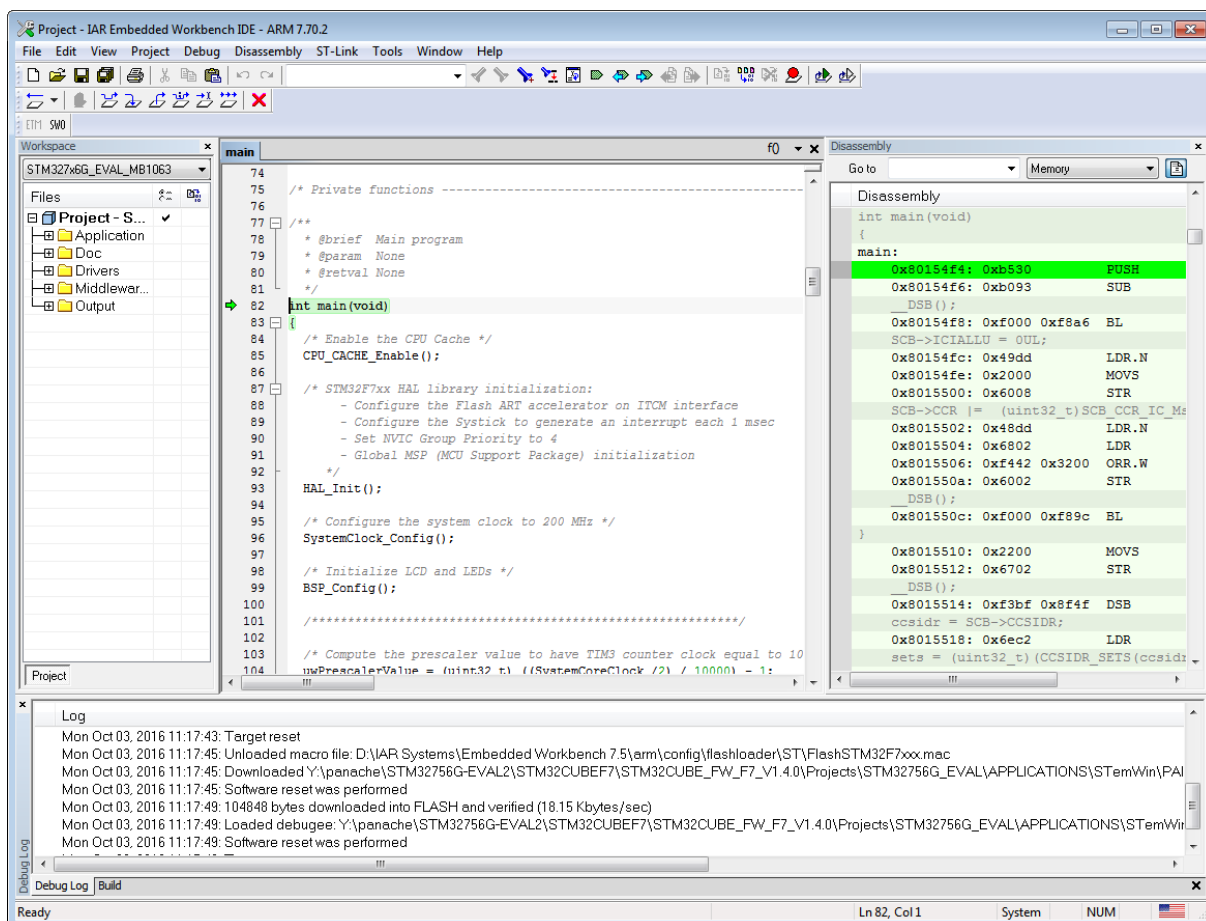 Project - IAR Embedded Workbench IDE - ARM 7.70.2
File Edit View Project Debug Disassembly ST-Link Tools Window Help
ETM SWO
Workspace
STM327x6G_EVAL_MB1063
Files
Project - S...
Application
Doc
Drivers
Middlewar...
Output
Project
main
f()
74
75 /* Private functions ---------------------------------------------------------
76
77 /**
78 * @brief Main program
79 * @param None
80 * @retval None
81 */
82 int main(void)
83 {
84 /* Enable the CPU Cache */
85 CPU_CACHE_Enable();
86
87 /* STM32F7xx HAL library initialization:
88 - Configure the Flash ART accelerator on ITCM interface
89 - Configure the Systick to generate an interrupt each 1 msec
90 - Set NVIC Group Priority to 4
91 - Global MSP (MCU Support Package) initialization
92 */
93 HAL_Init();
94
95 /* Configure the system clock to 200 MHz */
96 SystemClock_Config();
97
98 /* Initialize LCD and LEDs */
99 BSP_Config();
100
101 /***********************************************************/
102
103 /* Compute the prescaler value to have TIM3 counter clock equal to 10
104 uwPrescalerValue = (uint32_t) ((SystemCoreClock /2) / 10000) - 1;
Disassembly
Go to Memory
Disassembly
int main(void)
{
main:
0x80154f4: 0xb530 PUSH
0x80154f6: 0xb093 SUB
__DSB();
0x80154f8: 0xf000 0xf8a6 BL
SCB->ICIALLU = 0UL;
0x80154fc: 0x49dd LDR.N
0x80154fe: 0x2000 MOVS
0x8015500: 0x6008 STR
SCB->CCR |= (uint32_t)SCB_CCR_IC_Ms
0x8015502: 0x48dd LDR.N
0x8015504: 0x6802 LDR
0x8015506: 0xf442 0x3200 ORR.W
0x801550a: 0x6002 STR
__DSB();
0x801550c: 0xf000 0xf89c BL
}
0x8015510: 0x2200 MOVS
0x8015512: 0x6702 STR
__DSB();
0x8015514: 0xf3bf 0x8f4f DSB
ccsidr = SCB->CCSIDR;
0x8015518: 0x6ec2 LDR
sets = (uint32_t)(CCSIDR_SETS(ccsidr
Log
Mon Oct 03, 2016 11:17:43: Target reset
Mon Oct 03, 2016 11:17:45: Unloaded macro file: D:\IAR Systems\Embedded Workbench 7.5\arm\config\flashloader\ST\FlashSTM32F7xxx.mac
Mon Oct 03, 2016 11:17:45: Downloaded Y:\panache\STM32756G-EVAL2\STM32CUBEF7\STM32CUBE_FW_F7_V1.4.0\Projects\STM32756G_EVAL\APPLICATIONS\STemWin\PAI
Mon Oct 03, 2016 11:17:45: Software reset was performed
Mon Oct 03, 2016 11:17:49: 104848 bytes downloaded into FLASH and verified (18.15 Kbytes/sec)
Mon Oct 03, 2016 11:17:49: Loaded debugee: Y:\panache\STM32756G-EVAL2\STM32CUBEF7\STM32CUBE_FW_F7_V1.4.0\Projects\STM32756G_EVAL\APPLICATIONS\STemWir
Mon Oct 03, 2016 11:17:49: Software reset was performed
Debug Log
Debug Log Build
Ready Ln 82, Col 1 System NUM